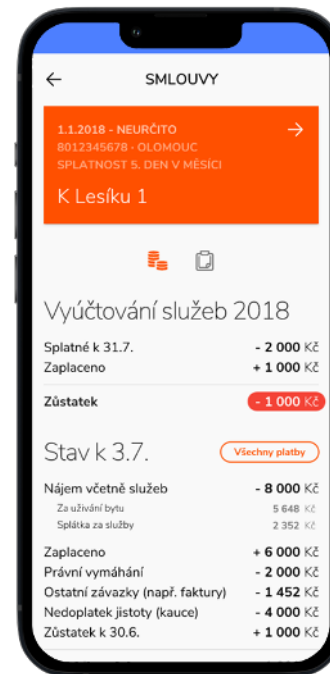 SMLOUVY
1.1.2018 - NEURČITO
8012345678 - OLOMOUC
SPLATNOST 5. DEN V MĚSÍCI
K Lesíku 1
Vyúčtování služeb 2018
Splatné k 31.7. - 2 000 Kč
Zaplaceno + 1 000 Kč
Zůstatek - 1 000 Kč
Stav k 3.7. Všechny platby
Nájem včetně služeb - 8 000 Kč
Za užívání bytu 5 648 Kč
Splátka za služby 2 352 Kč
Zaplaceno + 6 000 Kč
Právní vymáhání - 2 000 Kč
Ostatní závazky (např. faktury) - 1 452 Kč
Nedoplatek jistoty (kauce) - 4 000 Kč
Zůstatek k 30.6. + 1 000 Kč